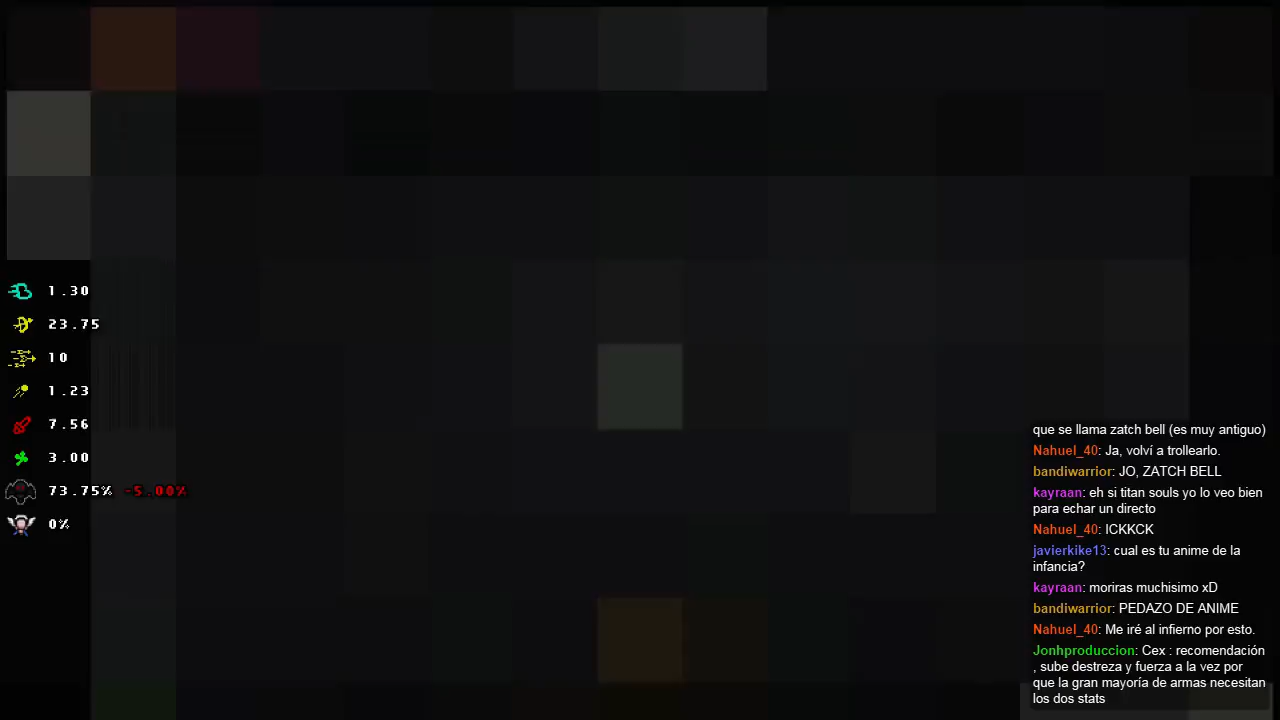 1.30
23.75
10
1.23
7.56
3.00
73.75% -5.00%
0%
que se llama zatch bell (es muy antiguo)
Nahuel_40: Ja, volví a trollearlo.
bandiwarrior: JO, ZATCH BELL
kayraan: eh si titan souls yo lo veo bien
para echar un directo
Nahuel_40: ICKKCK
javierkike13: cual es tu anime de la
infancia?
kayraan: moriras muchisimo xD
bandiwarrior: PEDAZO DE ANIME
Nahuel_40: Me iré al infierno por esto.
Jonhproduccion: Cex : recomendación
, sube destreza y fuerza a la vez por
que la gran mayoría de armas necesitan
los dos stats